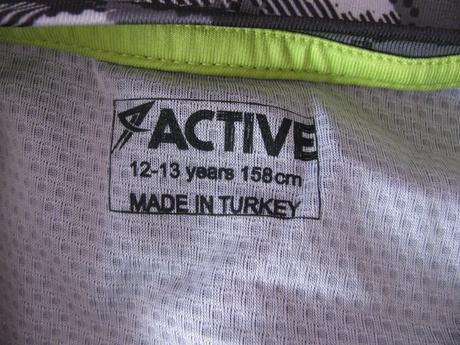 ACTIVE
12-13 years 158cm
MADE IN TURKEY